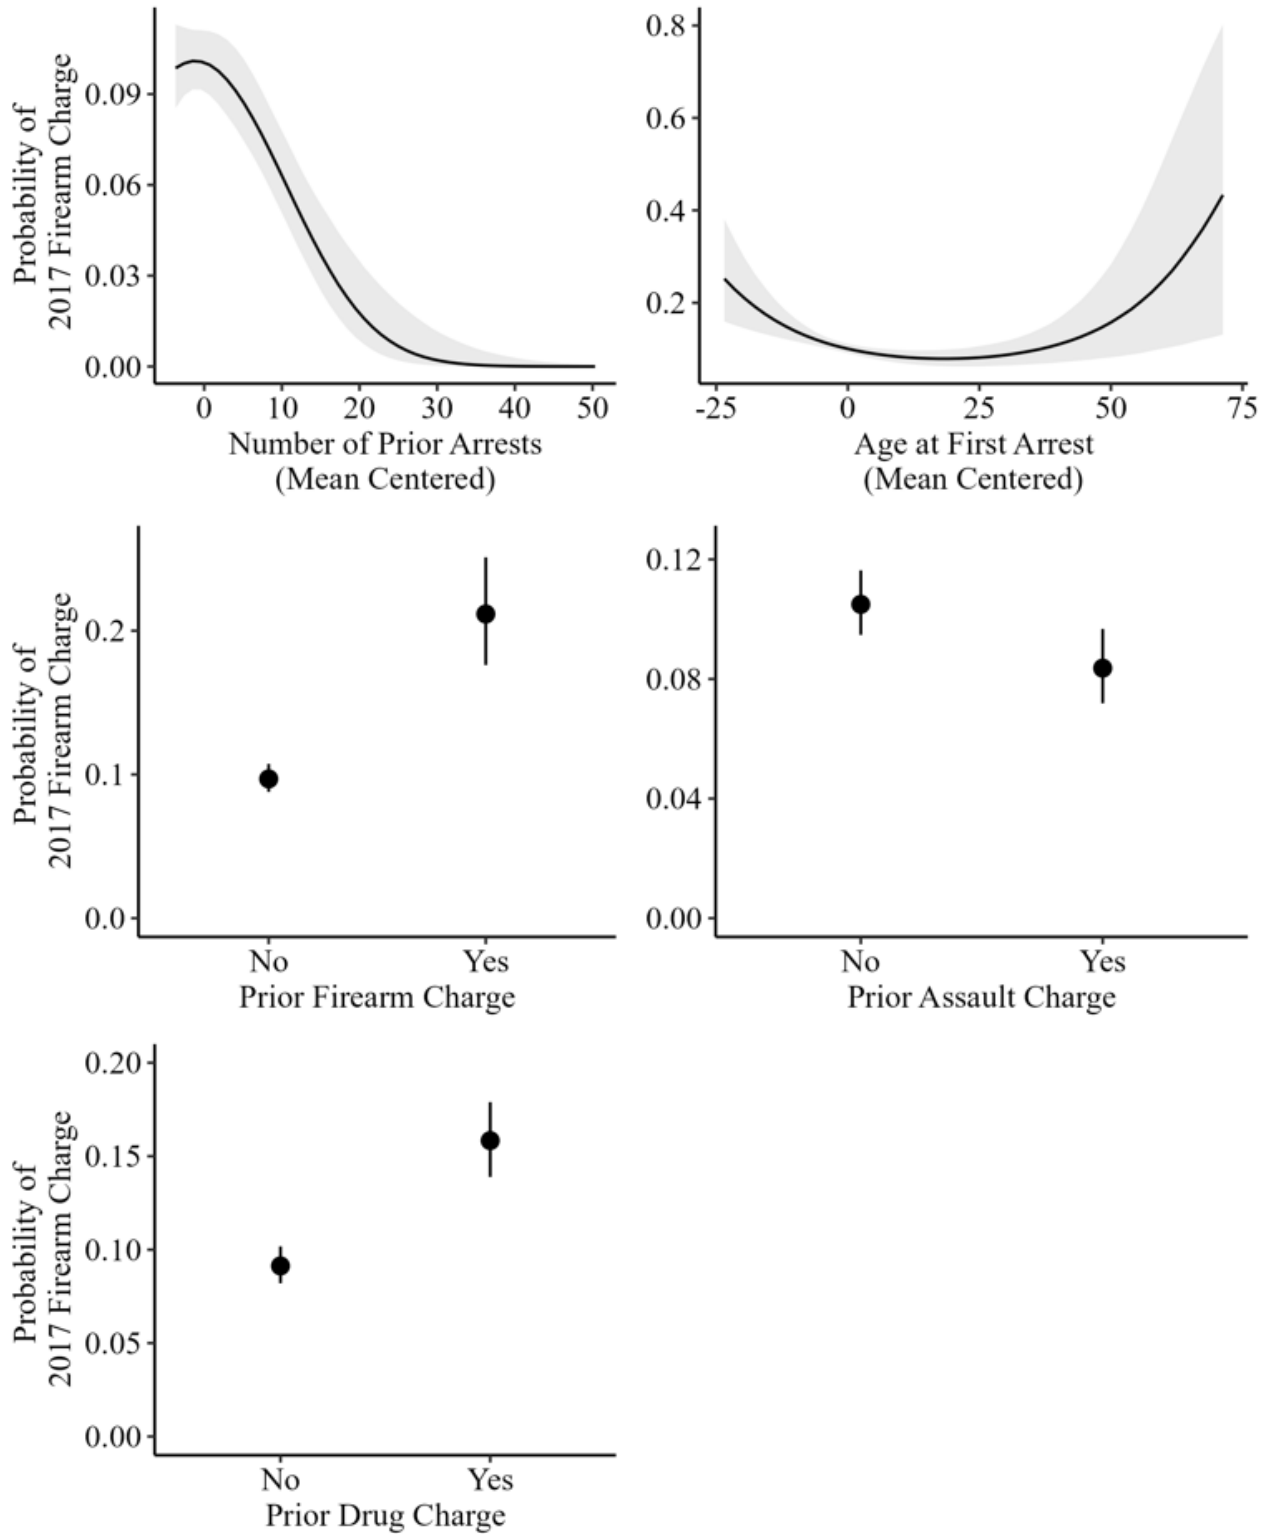 Probability of
2017 Firearm Charge
0.09
0.06
0.03
0.00
0 10 20 30 40 50
Number of Prior Arrests
(Mean Centered)
0.8
0.6
0.4
0.2
-25 0 25 50 75
Age at First Arrest
(Mean Centered)
Probability of
2017 Firearm Charge
0.2
0.1
0.0
No Yes
Prior Firearm Charge
0.12
0.08
0.04
0.00
No Yes
Prior Assault Charge
Probability of
2017 Firearm Charge
0.20
0.15
0.10
0.05
0.00
No Yes
Prior Drug Charge